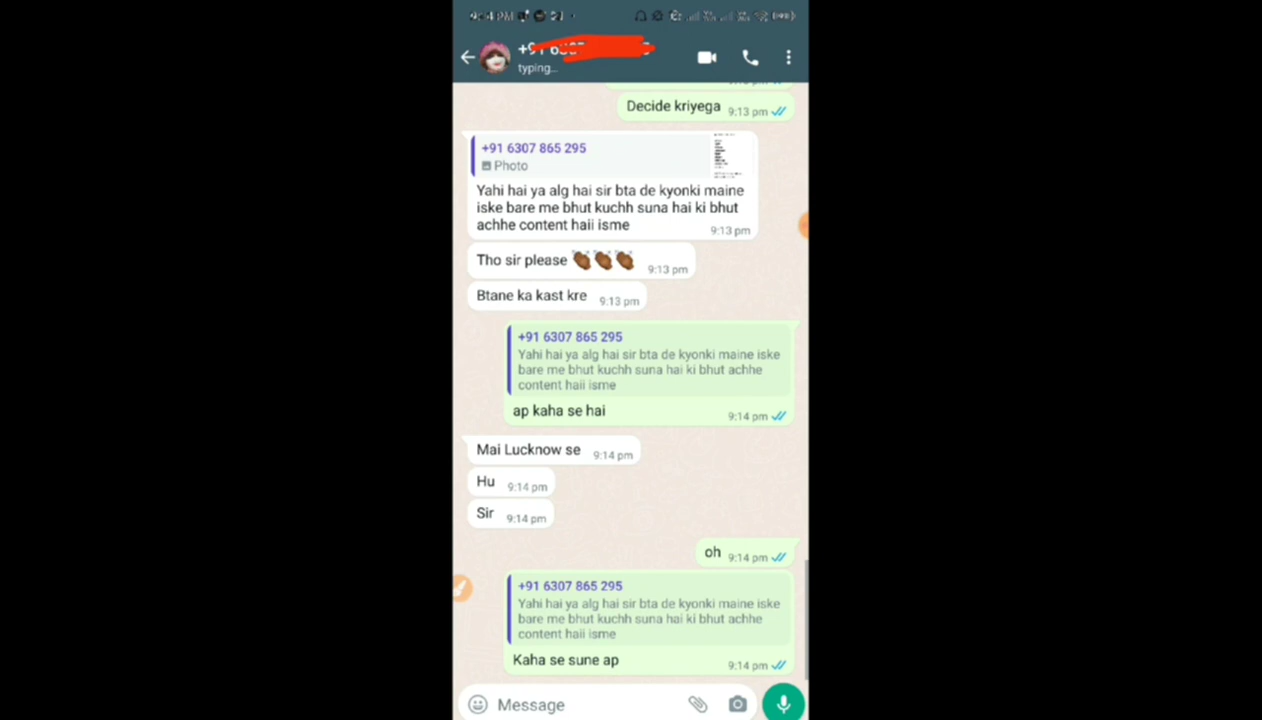 typing...
Decide kriyega 9:13 pm
+91 6307 865 295
Photo
Yahi hai ya alg hai sir bta de kyonki maine
iske bare me bhut kuchh suna hai ki bhut
achhe content haii isme
9:13 pm
Tho sir please 9:13 pm
Btane ka kast kre 9:13 pm
+91 6307 865 295
Yahi hai ya alg hai sir bta de kyonki maine iske
bare me bhut kuchh suna hai ki bhut achhe
content haii isme
ap kaha se hai 9:14 pm
Mai Lucknow se 9:14 pm
Hu 9:14 pm
Sir 9:14 pm
oh 9:14 pm
+91 6307 865 295
Yahi hai ya alg hai sir bta de kyonki maine iske
bare me bhut kuchh suna hai ki bhut achhe
content haii isme
Kaha se sune ap 9:14 pm
Message